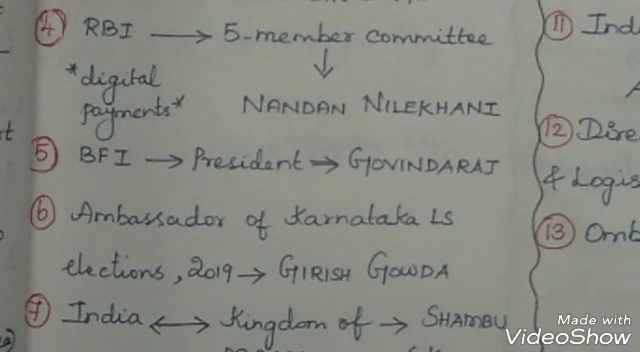 4 RBI → 5-member committee
↓
*digital
payments* NANDAN NILEKHANI
5 BFI → President → GOVINDARAJ
6 Ambassador of Karnataka LS
elections, 2019 → GIRISH GOWDA
7 India ↔ Kingdom of → SHAMBU
11 Ind
12 Dire
& Logis
13 Omb
Made with
VideoShow